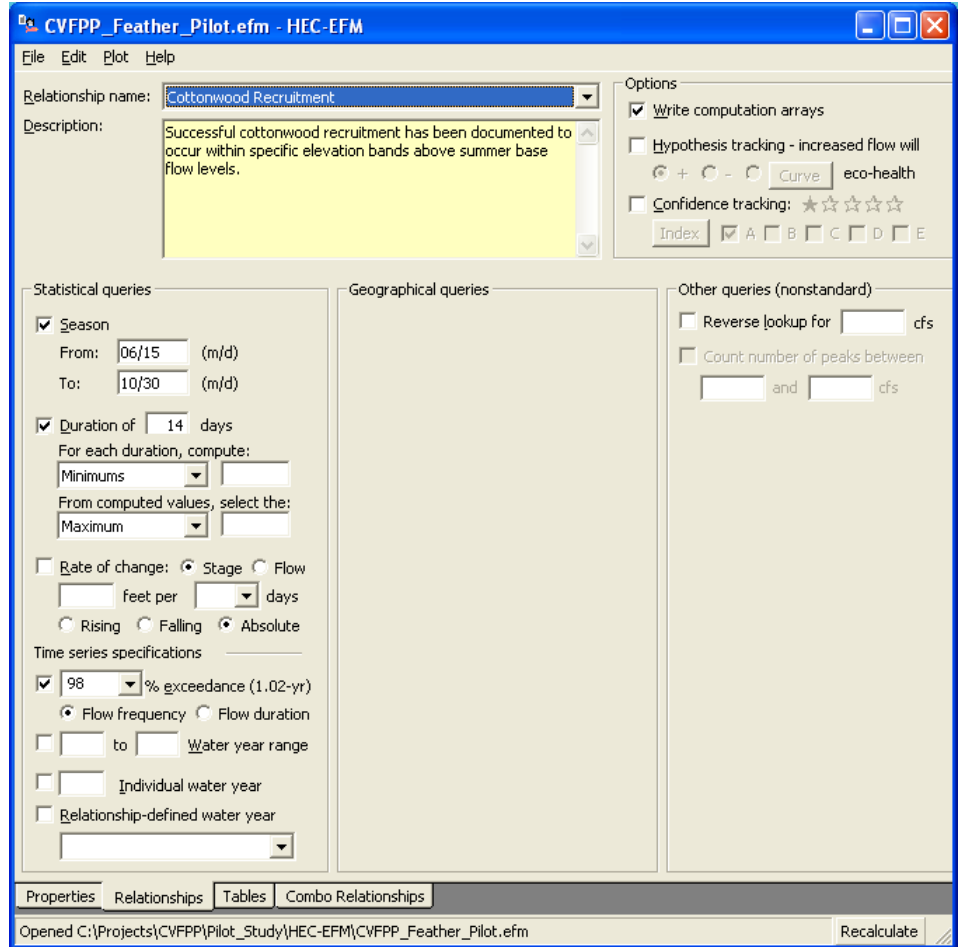 CVFPP_Feather_Pilot.efm - HEC-EFM
File Edit Plot Help
Relationship name: Cottonwood Recruitment
Description:
Successful cottonwood recruitment has been documented to
occur within specific elevation bands above summer base
flow levels.
Options
Write computation arrays
Hypothesis tracking - increased flow will
+ - Curve eco-health
Confidence tracking:
Index A B C D E
Statistical queries
Season
From: 06/15 (m/d)
To: 10/30 (m/d)
Duration of 14 days
For each duration, compute:
Minimums
From computed values, select the:
Maximum
Rate of change: Stage Flow
feet per days
Rising Falling Absolute
Time series specifications
98 % exceedance (1.02-yr)
Flow frequency Flow duration
to Water year range
Individual water year
Relationship-defined water year
Geographical queries
Other queries (nonstandard)
Reverse lookup for cfs
Count number of peaks between
and cfs
Properties Relationships Tables Combo Relationships
Opened C:\Projects\CVFPP\Pilot_Study\HEC-EFM\CVFPP_Feather_Pilot.efm Recalculate